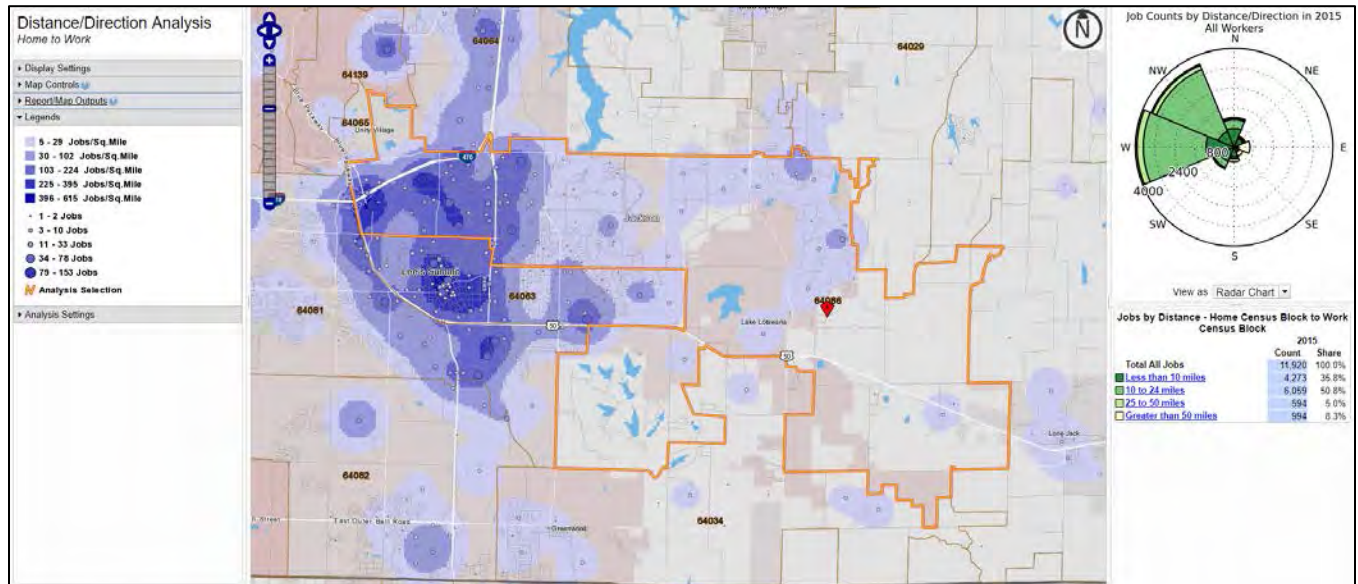 Distance/Direction Analysis
Home to Work
Display Settings
Map Controls
Report/Map Outputs
Legends
5 - 29 Jobs/Sq.Mile
30 - 102 Jobs/Sq.Mile
103 - 224 Jobs/Sq.Mile
225 - 395 Jobs/Sq.Mile
396 - 615 Jobs/Sq.Mile
1 - 2 Jobs
3 - 10 Jobs
11 - 33 Jobs
34 - 78 Jobs
79 - 153 Jobs
Analysis Selection
Analysis Settings
N
64064
64029
64139
64065
Unity Village
470
Jackson
Lee's Summit
64063
64081
64086
50
Lake Lotawana
50
Lone Jack
64082
64034
East Outer Belt Road
Greenwood
Job Counts by Distance/Direction in 2015
All Workers
N
NW
NE
W
E
800
2400
4000
SW
SE
S
View as Radar Chart
Jobs by Distance - Home Census Block to Work
Census Block
2015
Count Share
Total All Jobs 11,920 100.0%
Less than 10 miles 4,273 35.8%
10 to 24 miles 6,059 50.8%
25 to 50 miles 594 5.0%
Greater than 50 miles 994 8.3%